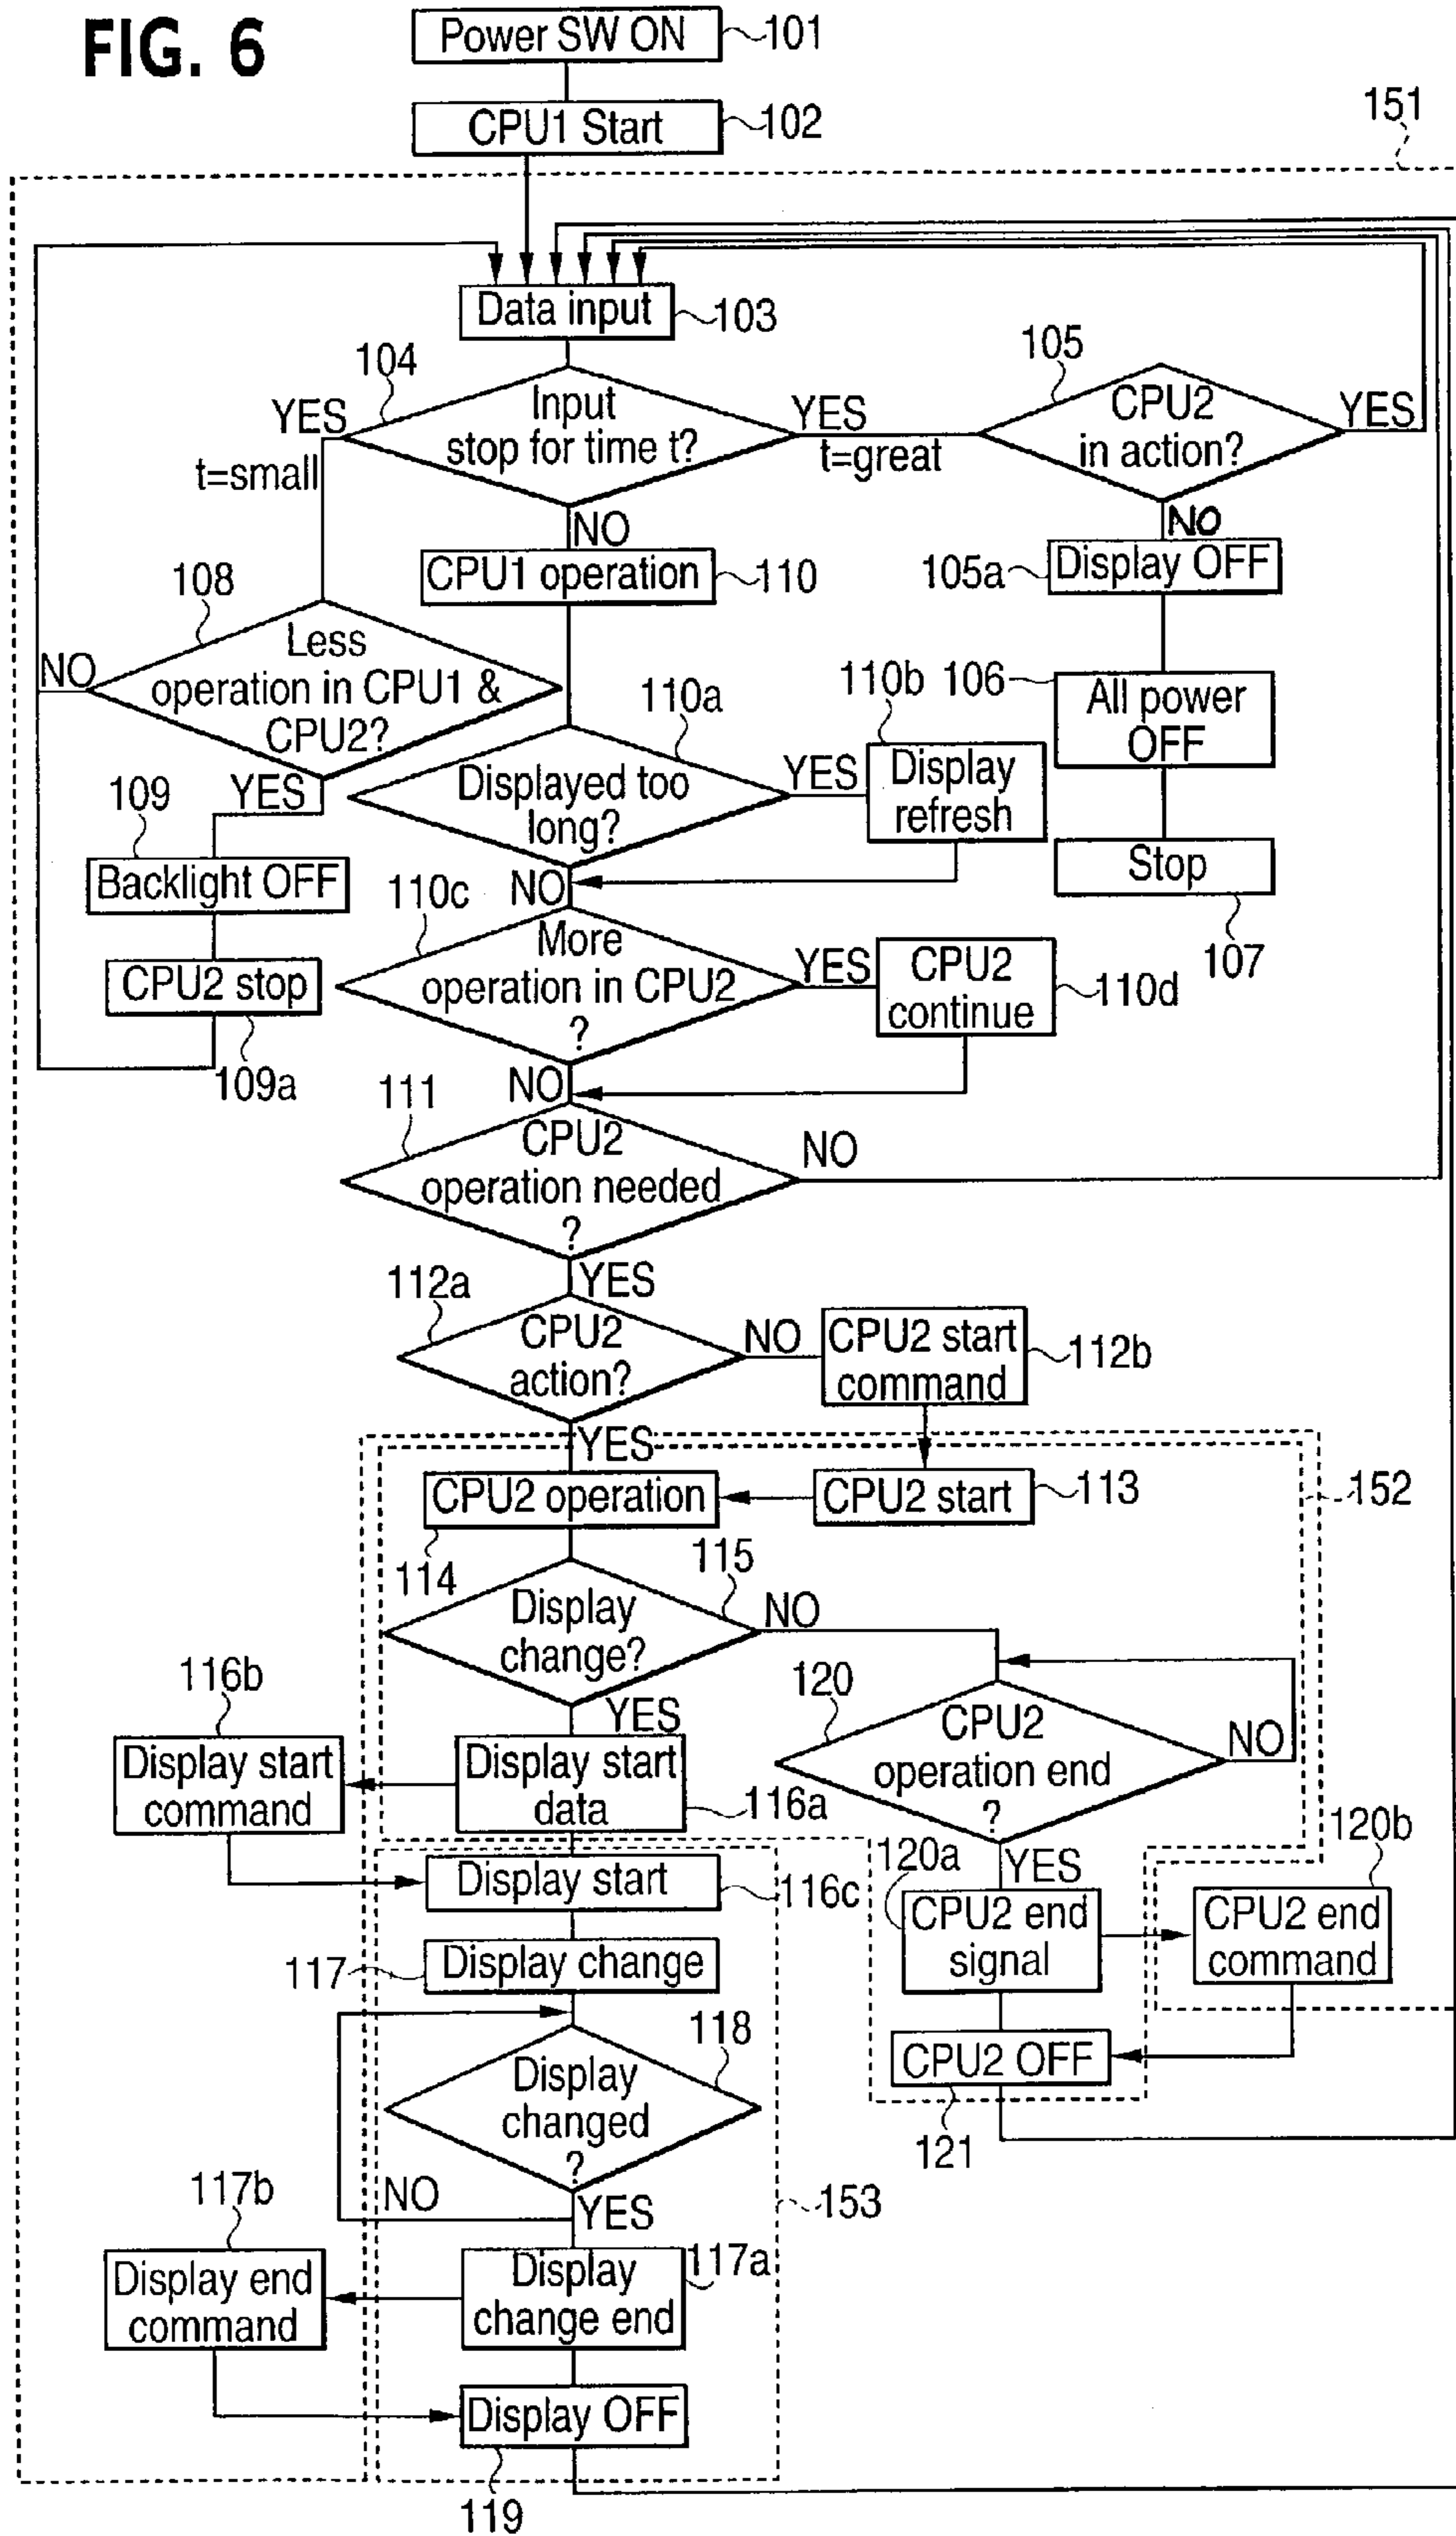 FIG. 6
Power SW ON
101
CPU1 Start
102
151
Data input
103
104
Input
stop for time t?
YES
t=small
YES
t=great
105
CPU2
in action?
YES
NO
NO
CPU1 operation
110
105a
Display OFF
108
Less
operation in CPU1 &
CPU2?
NO
YES
110a
110b
106
All power
OFF
Displayed too
long?
YES
Display
refresh
109
Backlight OFF
Stop
107
NO
110c
More
operation in CPU2
?
YES
CPU2
continue
110d
CPU2 stop
109a
NO
111
CPU2
operation needed
?
NO
YES
112a
CPU2
action?
NO
CPU2 start
command
112b
YES
CPU2 operation
CPU2 start
113
152
114
115
Display
change?
NO
YES
116b
Display start
command
Display start
data
116a
120
CPU2
operation end
?
NO
YES
120a
120b
Display start
116c
CPU2 end
signal
CPU2 end
command
117
Display change
118
Display
changed
?
CPU2 OFF
121
NO
YES
153
117b
117a
Display end
command
Display
change end
Display OFF
119